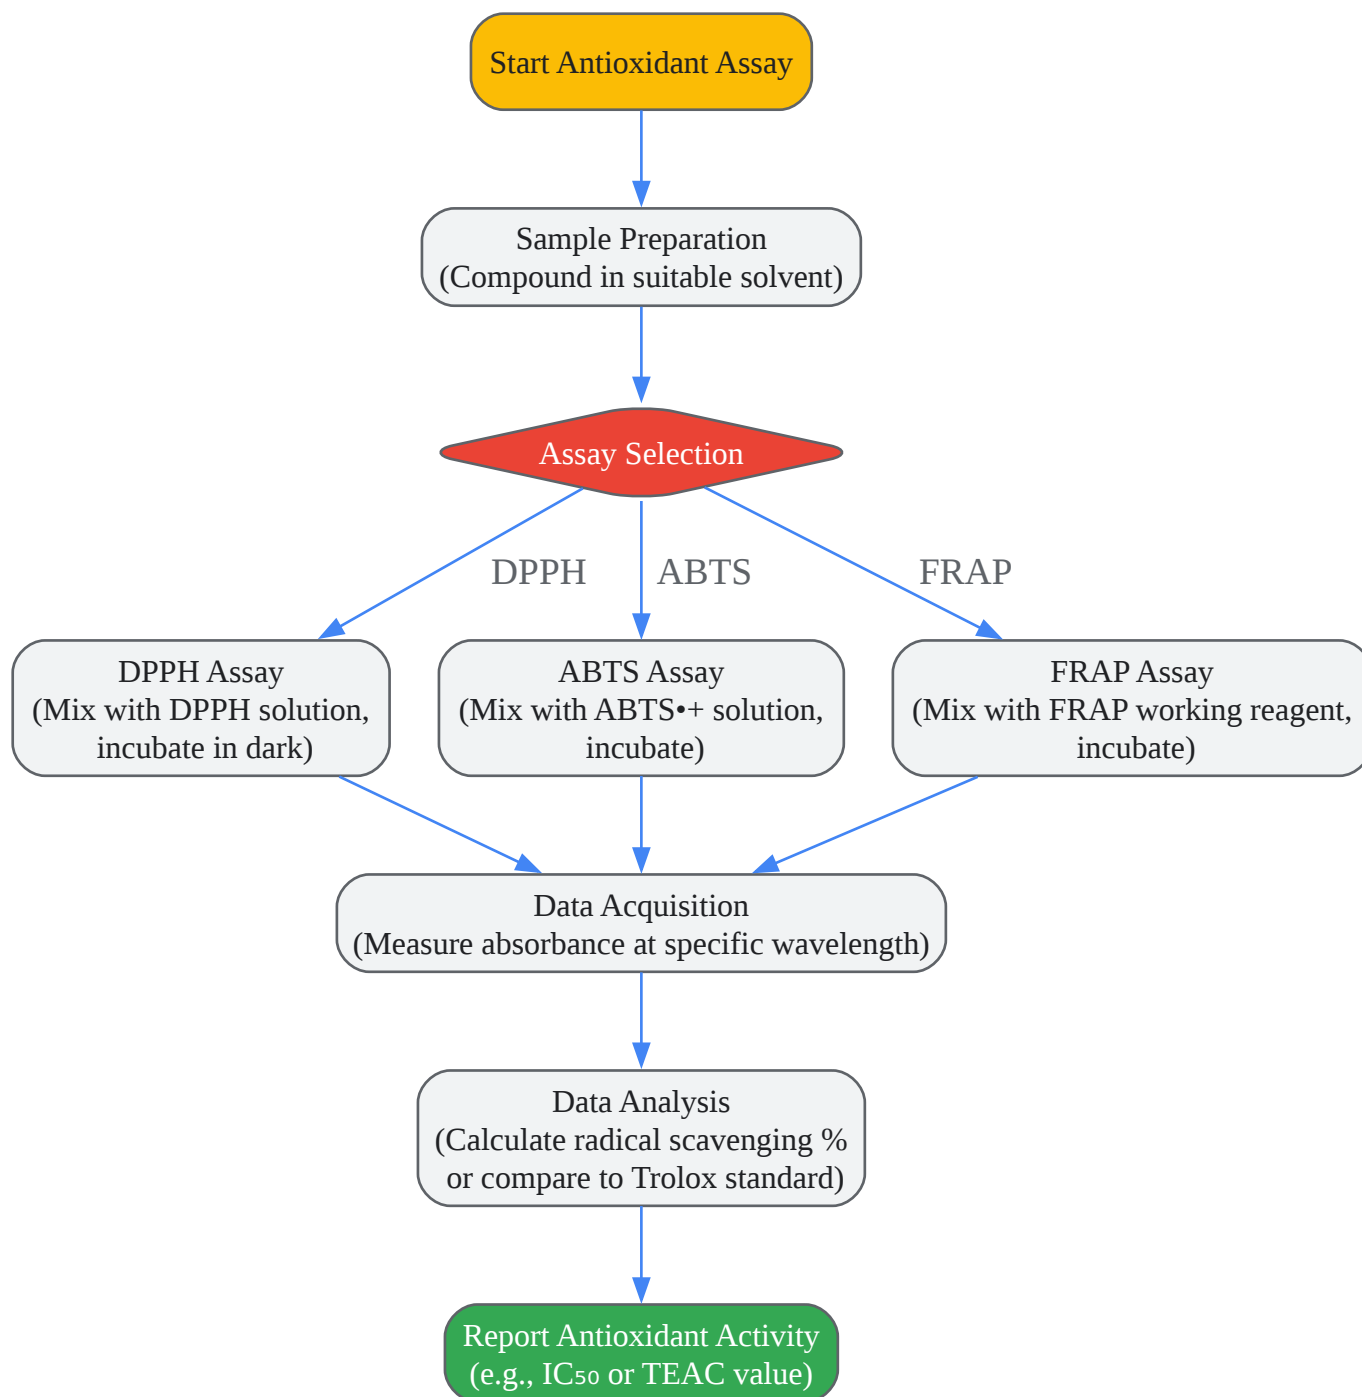 Start Antioxidant Assay
Sample Preparation
(Compound in suitable solvent)
Assay Selection
DPPH
ABTS
FRAP
DPPH Assay
(Mix with DPPH solution,
incubate in dark)
ABTS Assay
(Mix with ABTS•+ solution,
incubate)
FRAP Assay
(Mix with FRAP working reagent,
incubate)
Data Acquisition
(Measure absorbance at specific wavelength)
Data Analysis
(Calculate radical scavenging %
or compare to Trolox standard)
Report Antioxidant Activity
(e.g., IC₅₀ or TEAC value)